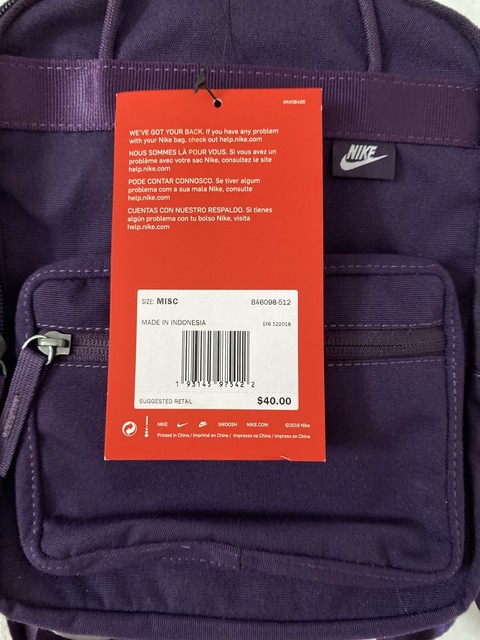 RAK08406
WE'VE GOT YOUR BACK. If you have any problem
with your Nike bag, check out help.nike.com
NOUS SOMMES LÀ POUR VOUS. Si vous avez un
problème avec votre sac Nike, consultez le site
help.nike.com
PODE CONTAR CONNOSCO. Se tiver algum
problema com a sua mala Nike, consulte
help.nike.com
CUENTAS CON NUESTRO RESPALDO. Si tienes
algún problema con tu bolso Nike, visita
help.nike.com
NIKE
SIZE: MISC BA6098-512
MADE IN INDONESIA EFB 122018
1 93145 97542 2
SUGGESTED RETAIL $40.00
NIKE SWOOSH NIKE.COM ©2018 Nike
Printed in China / Imprimé en Chine / Impresso na China / Impreso en China